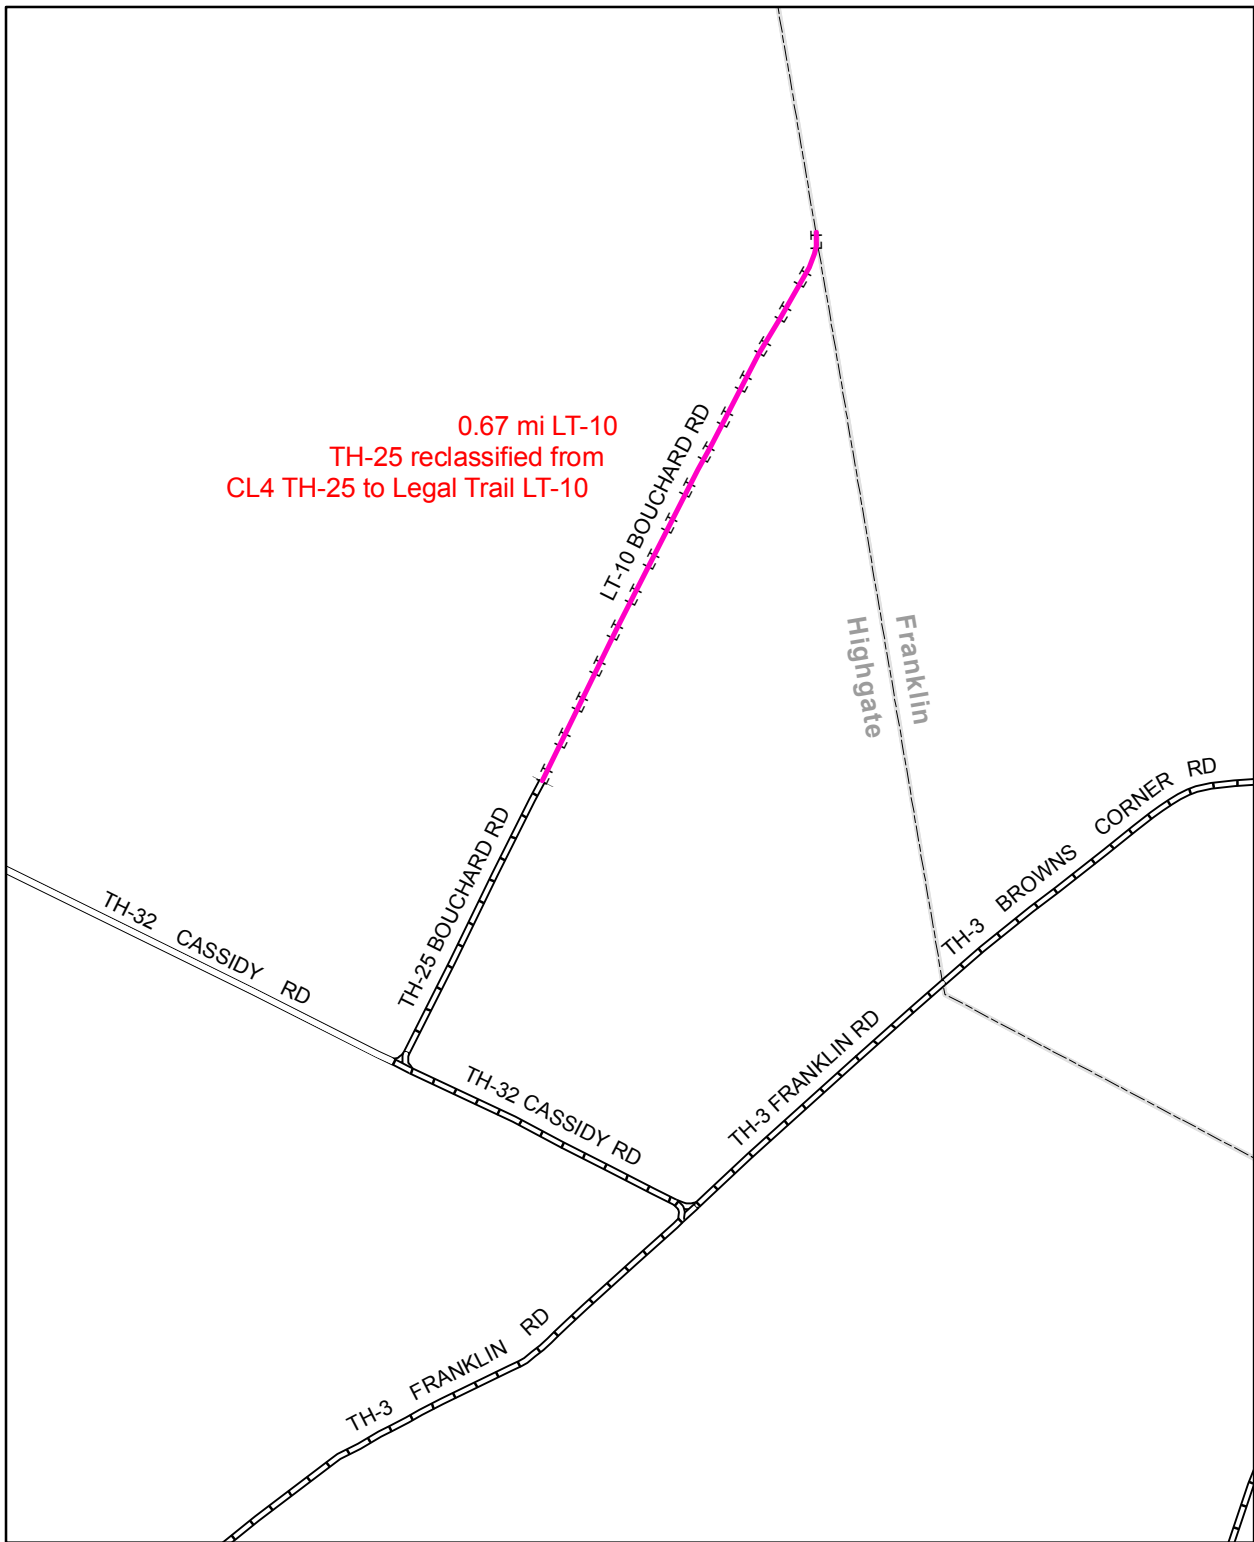 0.67 mi LT-10
TH-25 reclassified from
CL4 TH-25 to Legal Trail LT-10
LT-10 BOUCHARD RD
Franklin
Highgate
TH-3 BROWNS CORNER RD
TH-25 BOUCHARD RD
TH-32 CASSIDY RD
TH-32 CASSIDY RD
TH-3 FRANKLIN RD
TH-3 FRANKLIN RD